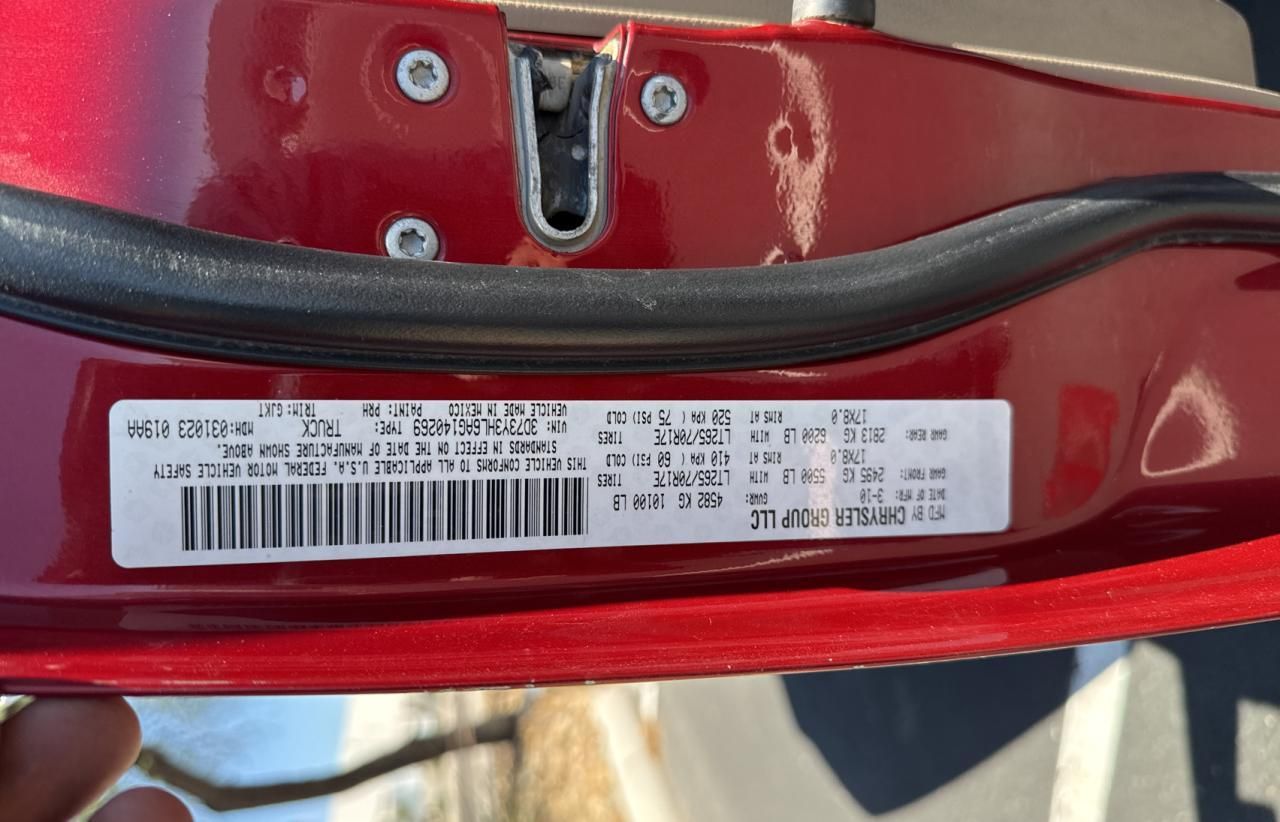 MFD BY CHRYSLER GROUP LLC
DATE OF MFR: 3-10 GVWR: 4582 KG 10100 LB
GAWR FRONT: 2495 KG 5500 LB WITH LT265/70R17E TIRES
17X8.0 RIMS AT 410 KPA ( 60 PSI) COLD
GAWR REAR: 2813 KG 6200 LB WITH LT265/70R17E TIRES
17X8.0 RIMS AT 520 KPA ( 75 PSI) COLD
THIS VEHICLE CONFORMS TO ALL APPLICABLE U.S.A. FEDERAL MOTOR VEHICLE SAFETY
STANDARDS IN EFFECT ON THE DATE OF MANUFACTURE SHOWN ABOVE.
VIN: 3D73Y3HL6AG140269 TYPE: TRUCK MDH:031023 019AA
VEHICLE MADE IN MEXICO PAINT: PRH TRIM: GJKT